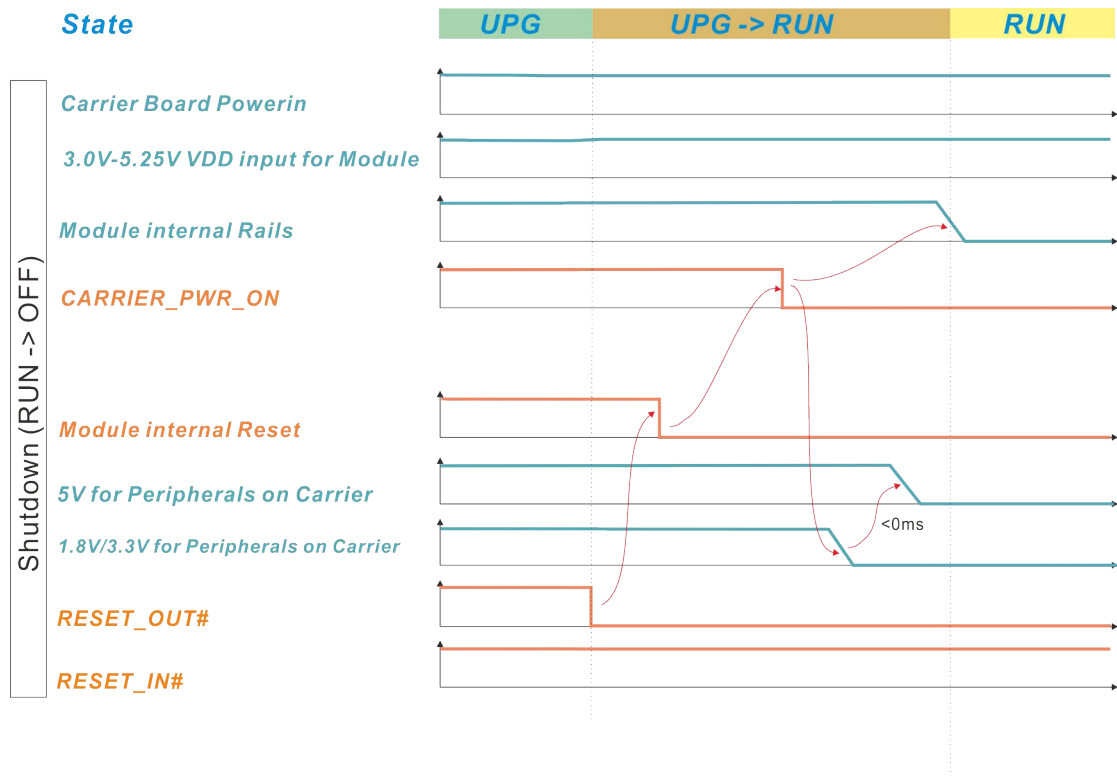 State
UPG
UPG -> RUN
RUN
Shutdown (RUN -> OFF)
Carrier Board Powerin
3.0V-5.25V VDD input for Module
Module internal Rails
CARRIER_PWR_ON
Module internal Reset
5V for Peripherals on Carrier
<0ms
1.8V/3.3V for Peripherals on Carrier
RESET_OUT#
RESET_IN#